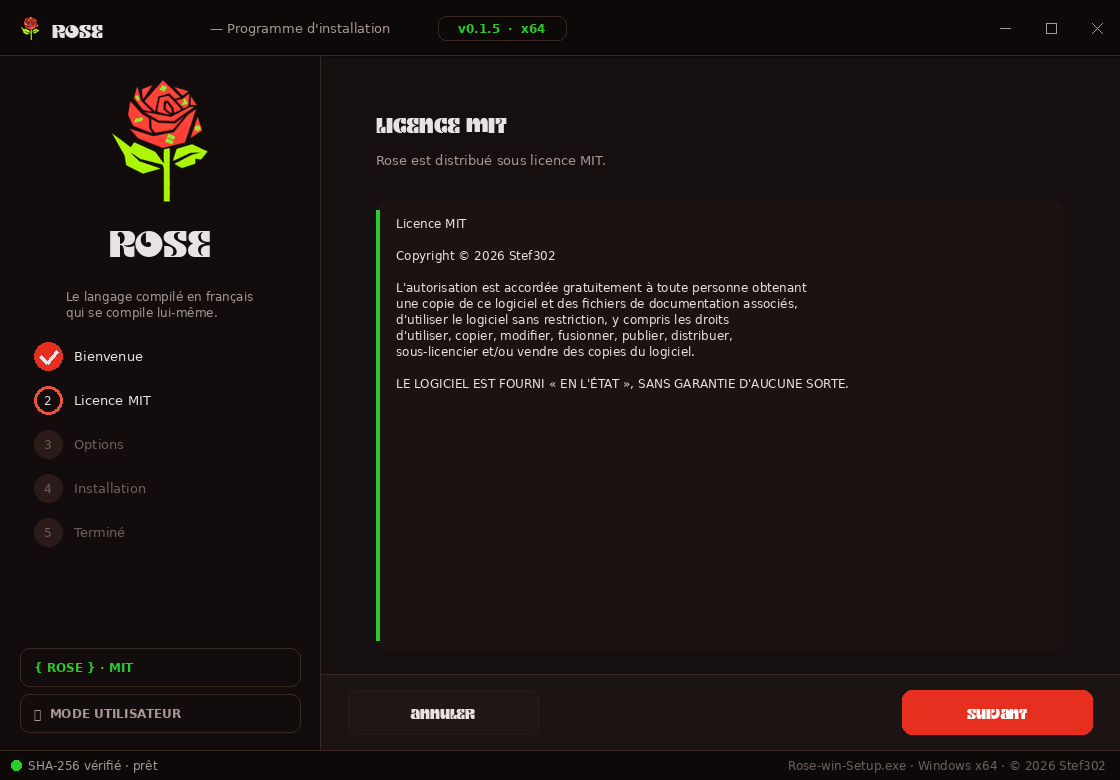 ROSE
— Programme d'installation
v0.1.5 · x64
ROSE
Le langage compilé en français
qui se compile lui-même.
Bienvenue
2 Licence MIT
3 Options
4 Installation
5 Terminé
{ ROSE } · MIT
MODE UTILISATEUR
LICENCE MIT
Rose est distribué sous licence MIT.
Licence MIT
Copyright © 2026 Stef302
L'autorisation est accordée gratuitement à toute personne obtenant
une copie de ce logiciel et des fichiers de documentation associés,
d'utiliser le logiciel sans restriction, y compris les droits
d'utiliser, copier, modifier, fusionner, publier, distribuer,
sous-licencier et/ou vendre des copies du logiciel.
LE LOGICIEL EST FOURNI « EN L'ÉTAT », SANS GARANTIE D'AUCUNE SORTE.
ANNULER
SUIVANT
SHA-256 vérifié · prêt
Rose-win-Setup.exe · Windows x64 · © 2026 Stef302